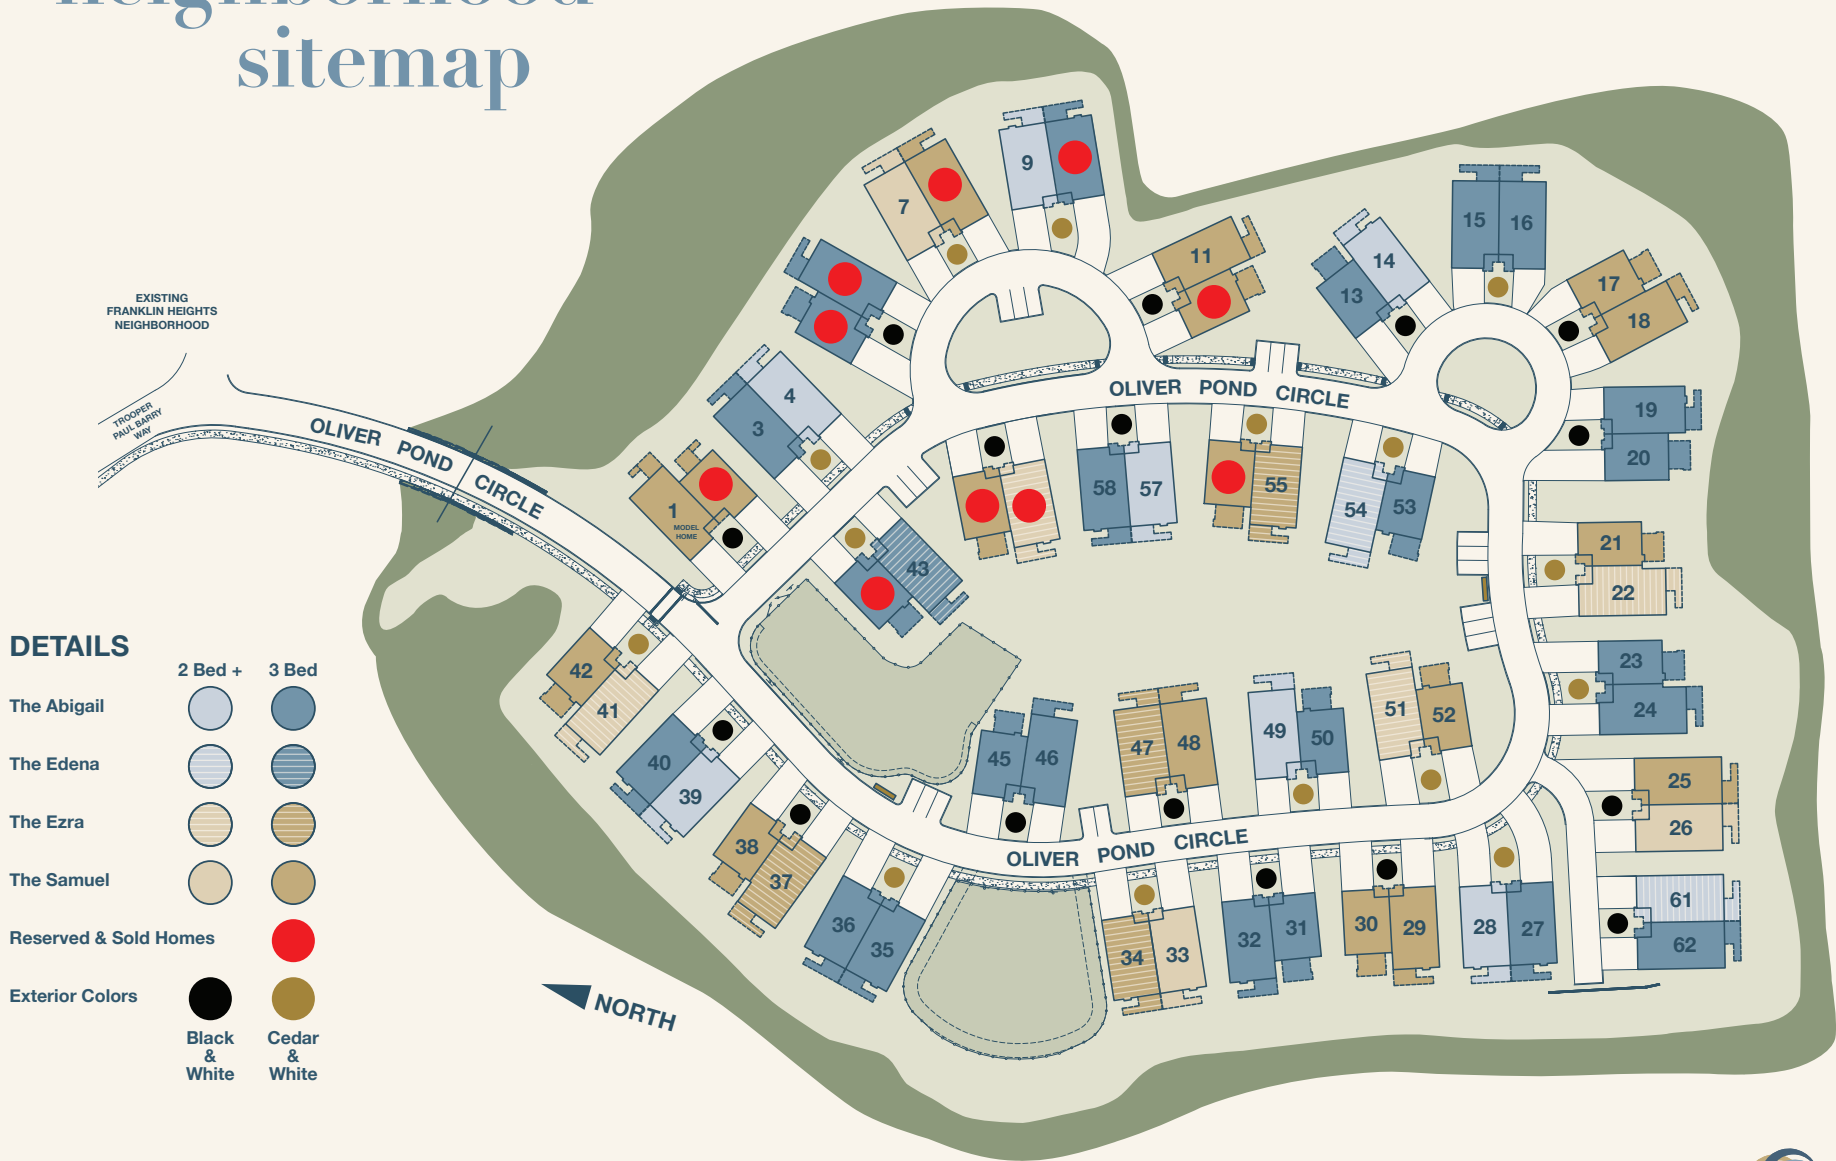 neighborhood
sitemap
EXISTING
FRANKLIN HEIGHTS
NEIGHBORHOOD
TROOPER
PAUL BARRY
WAY
OLIVER POND CIRCLE
OLIVER POND CIRCLE
OLIVER POND CIRCLE
1
MODEL
HOME
3
4
7
9
11
13
14
15
16
17
18
19
20
21
22
23
24
25
26
61
62
27
28
29
30
31
32
33
34
35
36
37
38
39
40
41
42
43
45
46
47
48
49
50
51
52
53
54
55
57
58
NORTH
DETAILS
2 Bed + 3 Bed
The Abigail
The Edena
The Ezra
The Samuel
Reserved & Sold Homes
Exterior Colors
Black
&
White
Cedar
&
White